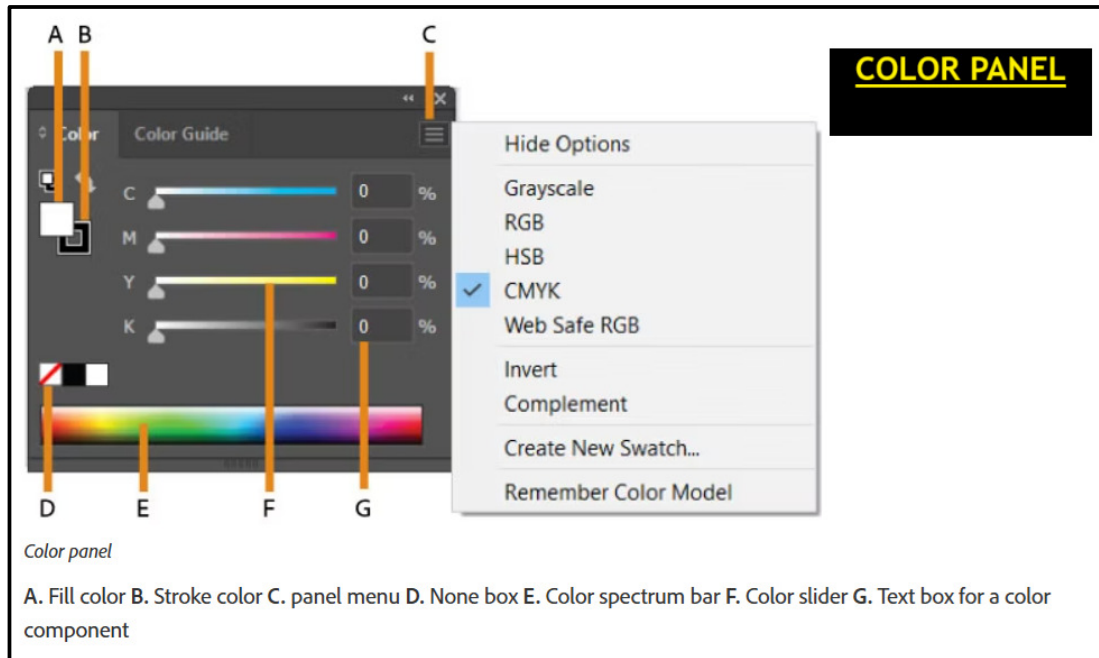 A B C
COLOR PANEL
Color Color Guide
Hide Options
Grayscale
RGB
HSB
CMYK
Web Safe RGB
Invert
Complement
Create New Swatch...
Remember Color Model
C 0 %
M 0 %
Y 0 %
K 0 %
D E F G
Color panel
A. Fill color B. Stroke color C. panel menu D. None box E. Color spectrum bar F. Color slider G. Text box for a color
component